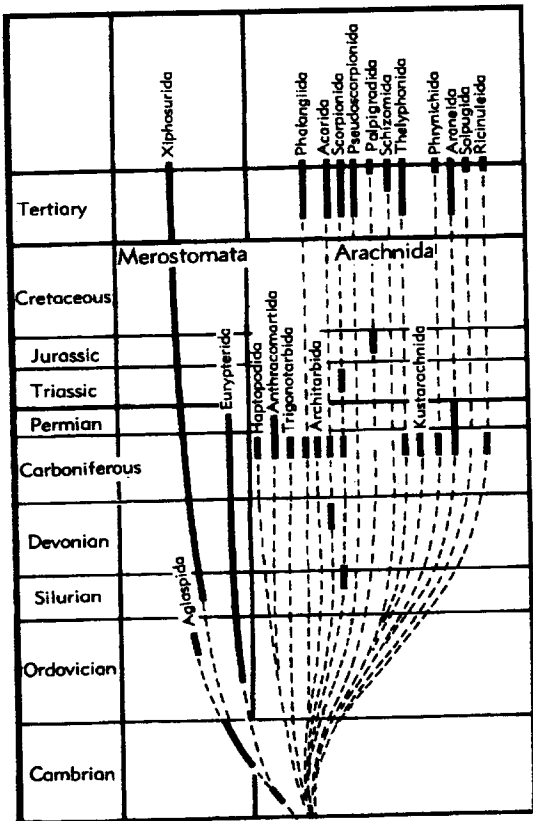 Xiphosurida
Phalangiida
Acarida
Scorpionida
Pseudoscorpionida
Palpigradida
Schizomida
Thelyphonida
Phrynichida
Araneida
Solpugida
Ricinuleida
Tertiary
Merostomata
Arachnida
Cretaceous
Jurassic
Triassic
Permian
Carboniferous
Eurypterida
Haptopodida
Anthracomartida
Trigonotarbida
Architarbida
Kustarachnida
Devonian
Silurian
Aglaspida
Ordovician
Cambrian